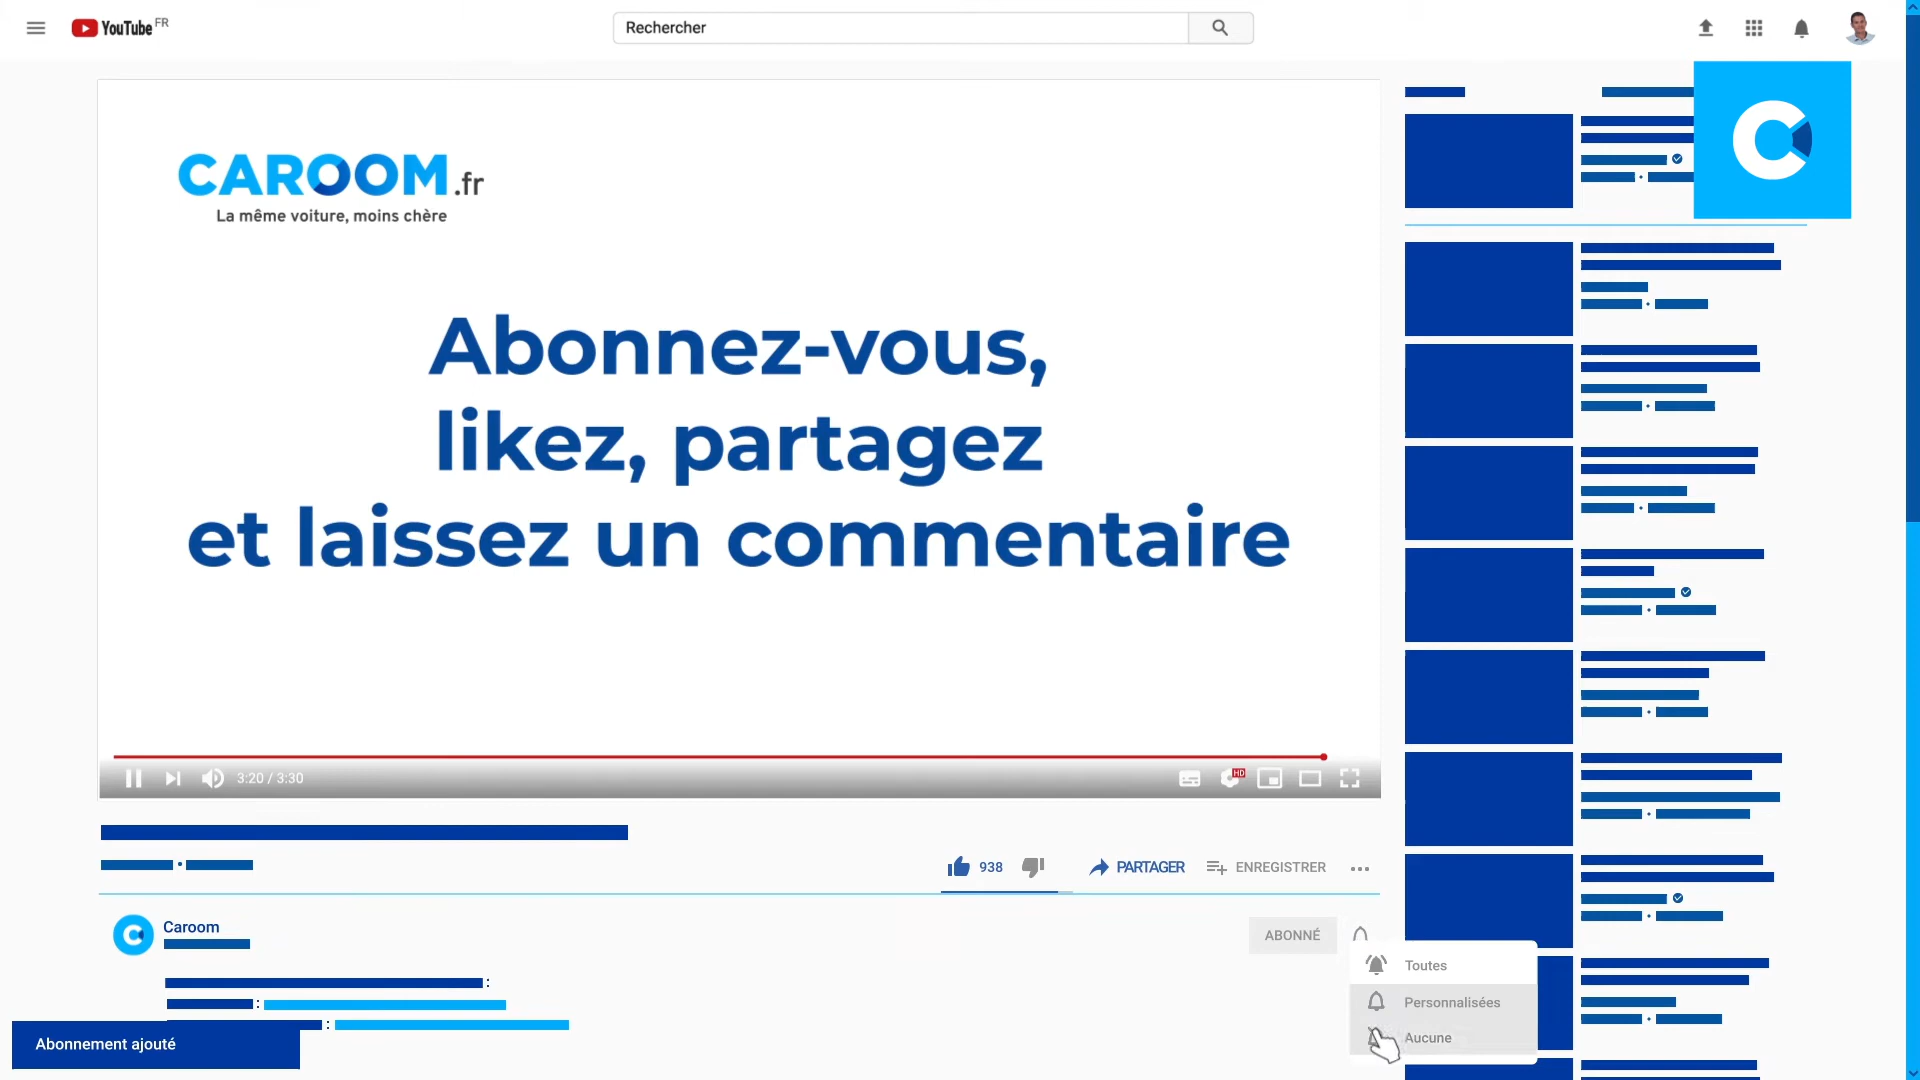 YouTube FR
Rechercher
CAROOM.fr
La même voiture, moins chère
Abonnez-vous,
likez, partagez
et laissez un commentaire
3:20 / 3:30
HD
938
PARTAGER
ENREGISTRER
Caroom
ABONNÉ
Toutes
Personnalisées
Aucune
Abonnement ajouté